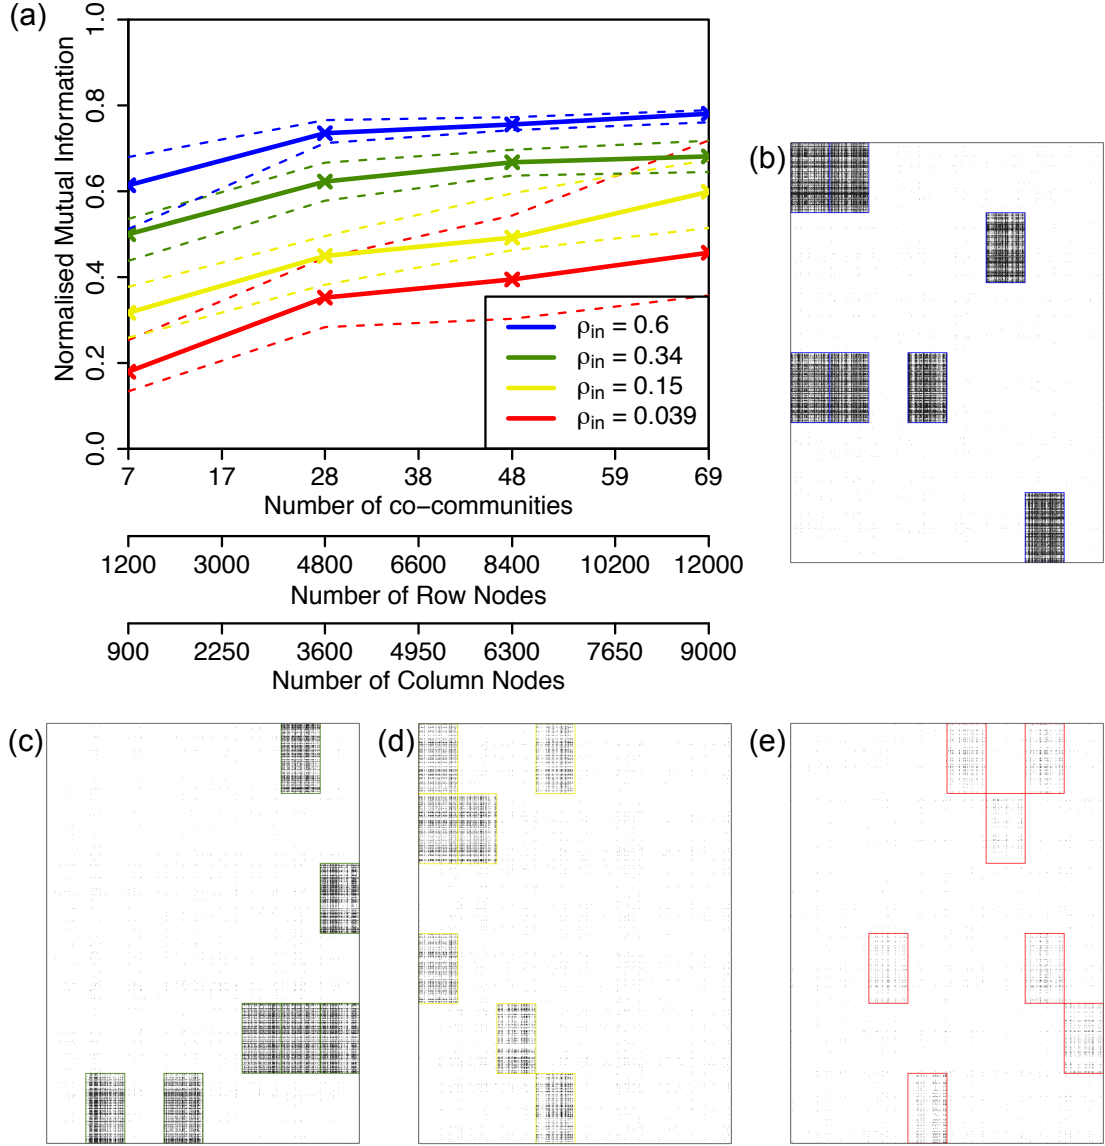 (a)
Normalised Mutual Information
1.0
0.8
0.6
0.4
0.2
0.0
ρin = 0.6
ρin = 0.34
ρin = 0.15
ρin = 0.039
7 17 28 38 48 59 69
Number of co−communities
1200 3000 4800 6600 8400 10200 12000
Number of Row Nodes
900 2250 3600 4950 6300 7650 9000
Number of Column Nodes
(b)
(c)
(d)
(e)